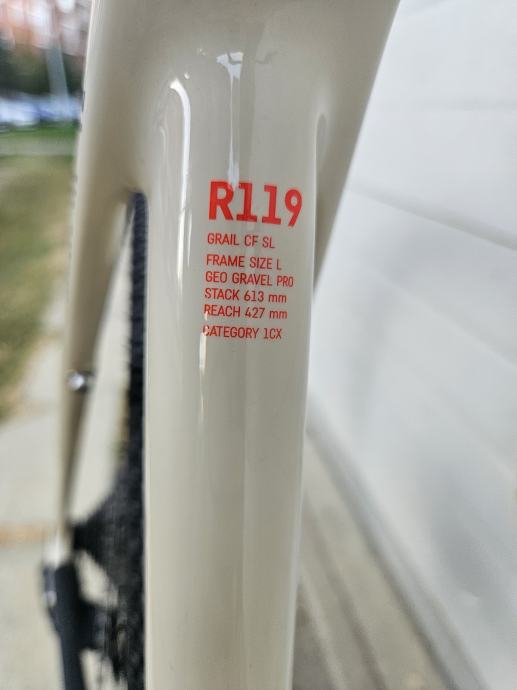 R119
GRAIL CF SL
FRAME SIZE L
GEO GRAVEL PRO
STACK 613 mm
REACH 427 mm
CATEGORY 1CX